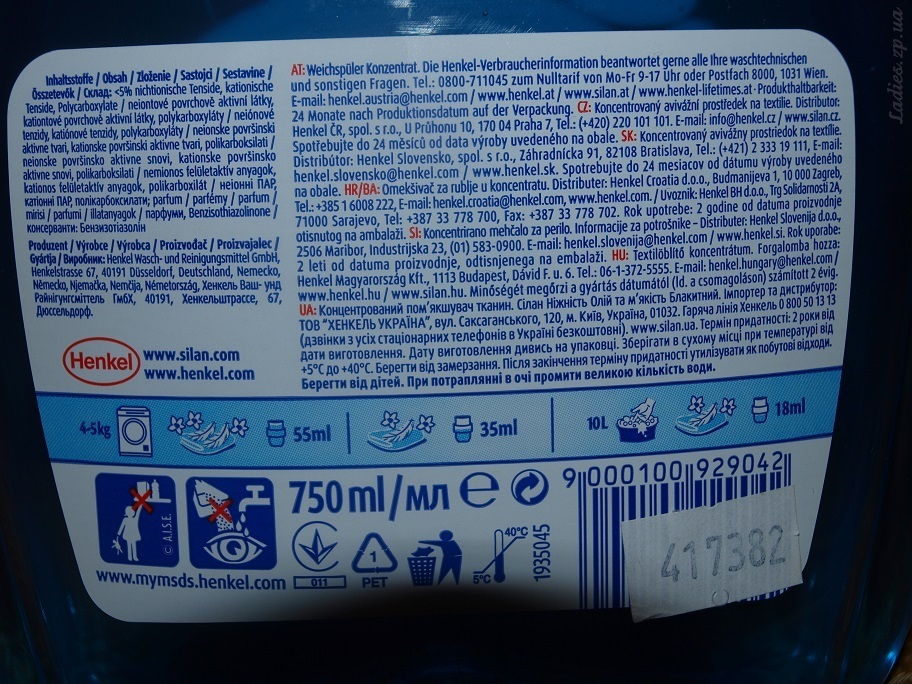 Inhaltsstoffe / Obsah / Zloženie / Sastojci / Sestavine /
Összetevők / Склад: <5% nichtionische Tenside, kationische
Tenside, Polycarboxylate / neiontové povrchově aktivní látky,
kationtové povrchově aktivní látky, polykarboxyláty / neiónové
tenzidy, katiónové tenzidy, polykarboxyláty / neionske površinski
aktivne tvari, kationske površinski aktivne tvari, polikarboksilati /
neionske površinsko aktivne snovi, kationske površinsko
aktivne snovi, polikarboksilati / nemionos felületaktív anyagok,
kationos felületaktív anyagok, polikarboxilát / неіонні ПАР,
катіонні ПАР, полікарбоксилати; parfum / parfémy / parfum /
mirisi / parfumi / illatanyagok / парфуми, Benzisothiazolinone /
консерванти: Бензизотіазолін
Produzent / Výrobce / Výrobca / Proizvođač / Proizvajalec /
Gyártja / Виробник: Henkel Wasch- und Reinigungsmittel GmbH,
Henkelstrasse 67, 40191 Düsseldorf, Deutschland, Nemecko,
Německo, Njemačka, Nemčija, Németország, Хенкель Ваш- унд
Райнігунгсміттель ГмбХ, 40191, Хенкельштрассе, 67,
Дюссельдорф.
Henkel
www.silan.com
www.henkel.com
AT: Weichspüler Konzentrat. Die Henkel-Verbraucherinformation beantwortet gerne alle Ihre waschtechnischen
und sonstigen Fragen. Tel.: 0800-711045 zum Nulltarif von Mo-Fr 9-17 Uhr oder Postfach 8000, 1031 Wien.
E-mail: henkel.austria@henkel.com / www.henkel.at / www.silan.at / www.henkel-lifetimes.at · Produkthaltbarkeit:
24 Monate nach Produktionsdatum auf der Verpackung. CZ: Koncentrovaný avivážní prostředek na textilie. Distributor:
Henkel ČR, spol. s r.o., U Průhonu 10, 170 04 Praha 7, Tel.: (+420) 220 101 101. E-mail: info@henkel.cz / www.silan.cz.
Spotřebujte do 24 měsíců od data výroby uvedeného na obale. SK: Koncentrovaný avivážny prostriedok na textílie.
Distribútor: Henkel Slovensko, spol. s r.o., Záhradnícka 91, 82108 Bratislava, Tel.: (+421) 2 333 19 111, E-mail:
henkel.slovensko@henkel.com / www.henkel.sk. Spotrebujte do 24 mesiacov od dátumu výroby uvedeného
na obale. HR/BA: Omekšivač za rublje u koncentratu. Distributer: Henkel Croatia d.o.o., Budmanijeva 1, 10 000 Zagreb,
Tel.: +385 1 6008 222, E-mail: henkel.croatia@henkel.com, www.henkel.com. / Uvoznik: Henkel BH d.o.o., Trg Solidarnosti 2A,
71000 Sarajevo, Tel: +387 33 778 700, Fax: +387 33 778 702. Rok upotrebe: 2 godine od datuma proizvodnje
otisnutog na ambalaži. SI: Koncentrirano mehčalo za perilo. Informacije za potrošnike - Distributer: Henkel Slovenija d.o.o.,
2506 Maribor, Industrijska 23, (01) 583-0900. E-mail: henkel.slovenija@henkel.com / www.henkel.si. Rok uporabe:
2 leti od datuma proizvodnje, odtisnjenega na embalaži. HU: Textilöblítő koncentrátum. Forgalomba hozza:
Henkel Magyarország Kft., 1113 Budapest, Dávid F. u. 6. Tel.: 06-1-372-5555. E-mail: henkel.hungary@henkel.com /
www.henkel.hu / www.silan.hu. Minőségét megőrzi a gyártás dátumától (Id. a csomagoláson) számított 2 évig.
UA: Концентрований пом'якшувач тканин. Сілан Ніжність Олій та м'якість Блакитний. Імпортер та дистрибутор:
ТОВ "ХЕНКЕЛЬ УКРАЇНА", вул. Саксаганського, 120, м. Київ, Україна, 01032. Гаряча лінія Хенкель 0 800 50 13 13
(дзвінки з усіх стаціонарних телефонів в Україні безкоштовні). www.silan.ua. Термін придатності: 2 роки від
дати виготовлення. Дату виготовлення дивись на упаковці. Зберігати в сухому місці при температурі від
+5°С до +40°С. Берегти від замерзання. Після закінчення терміну придатності утилізувати як побутові відходи.
Берегти від дітей. При потраплянні в очі промити великою кількість води.
4-5kg 55ml 35ml 10L 18ml
© A.I.S.E.
750 ml/мл e
011
1
PET
40°C
5°C
1935045
www.mymsds.henkel.com
9 000100 929042
417382
Ladies.zp.ua